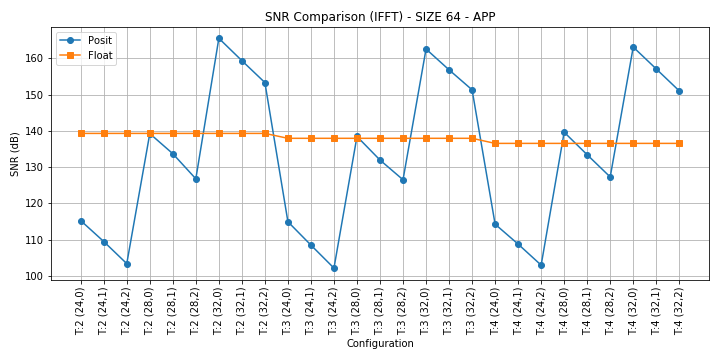 SNR Comparison (IFFT) - SIZE 64 - APP
Posit
Float
SNR (dB)
160
150
140
130
120
110
100
T:2 (24,0)
T:2 (24,1)
T:2 (24,2)
T:2 (28,0)
T:2 (28,1)
T:2 (28,2)
T:2 (32,0)
T:2 (32,1)
T:2 (32,2)
T:3 (24,0)
T:3 (24,1)
T:3 (24,2)
T:3 (28,0)
T:3 (28,1)
T:3 (28,2)
T:3 (32,0)
T:3 (32,1)
T:3 (32,2)
T:4 (24,0)
T:4 (24,1)
T:4 (24,2)
T:4 (28,0)
T:4 (28,1)
T:4 (28,2)
T:4 (32,0)
T:4 (32,1)
T:4 (32,2)
Configuration